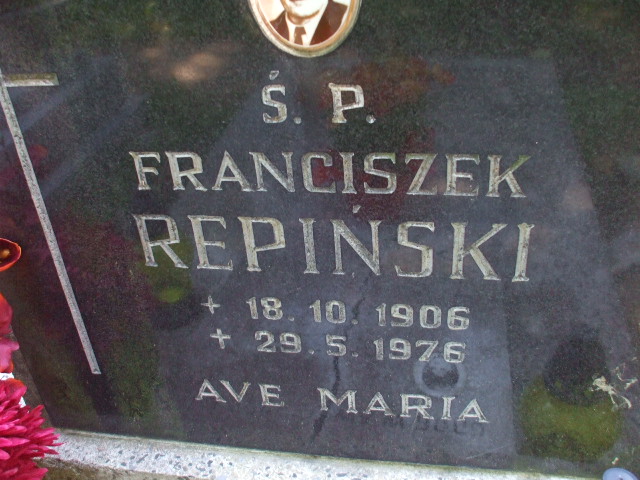 Ś. P.
FRANCISZEK
REPIŃSKI
+ 18. 10. 1906
+ 29. 5. 1976
AVE MARIA